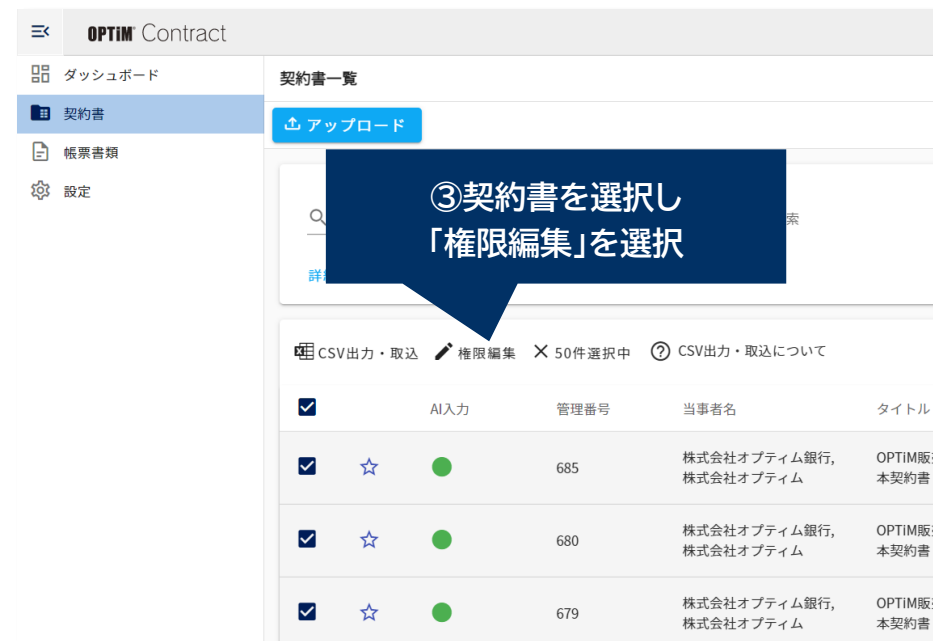 OPTiM Contract
ダッシュボード
契約書一覧
契約書
アップロード
帳票書類
③契約書を選択し
「権限編集」を選択
設定
索
詳
CSV出力・取込 権限編集 50件選択中 CSV出力・取込について
AI入力 管理番号 当事者名 タイトル
685 株式会社オプティム銀行, OPTiM販
株式会社オプティム 本契約書
680 株式会社オプティム銀行, OPTiM販
株式会社オプティム 本契約書
679 株式会社オプティム銀行, OPTiM販
株式会社オプティム 本契約書